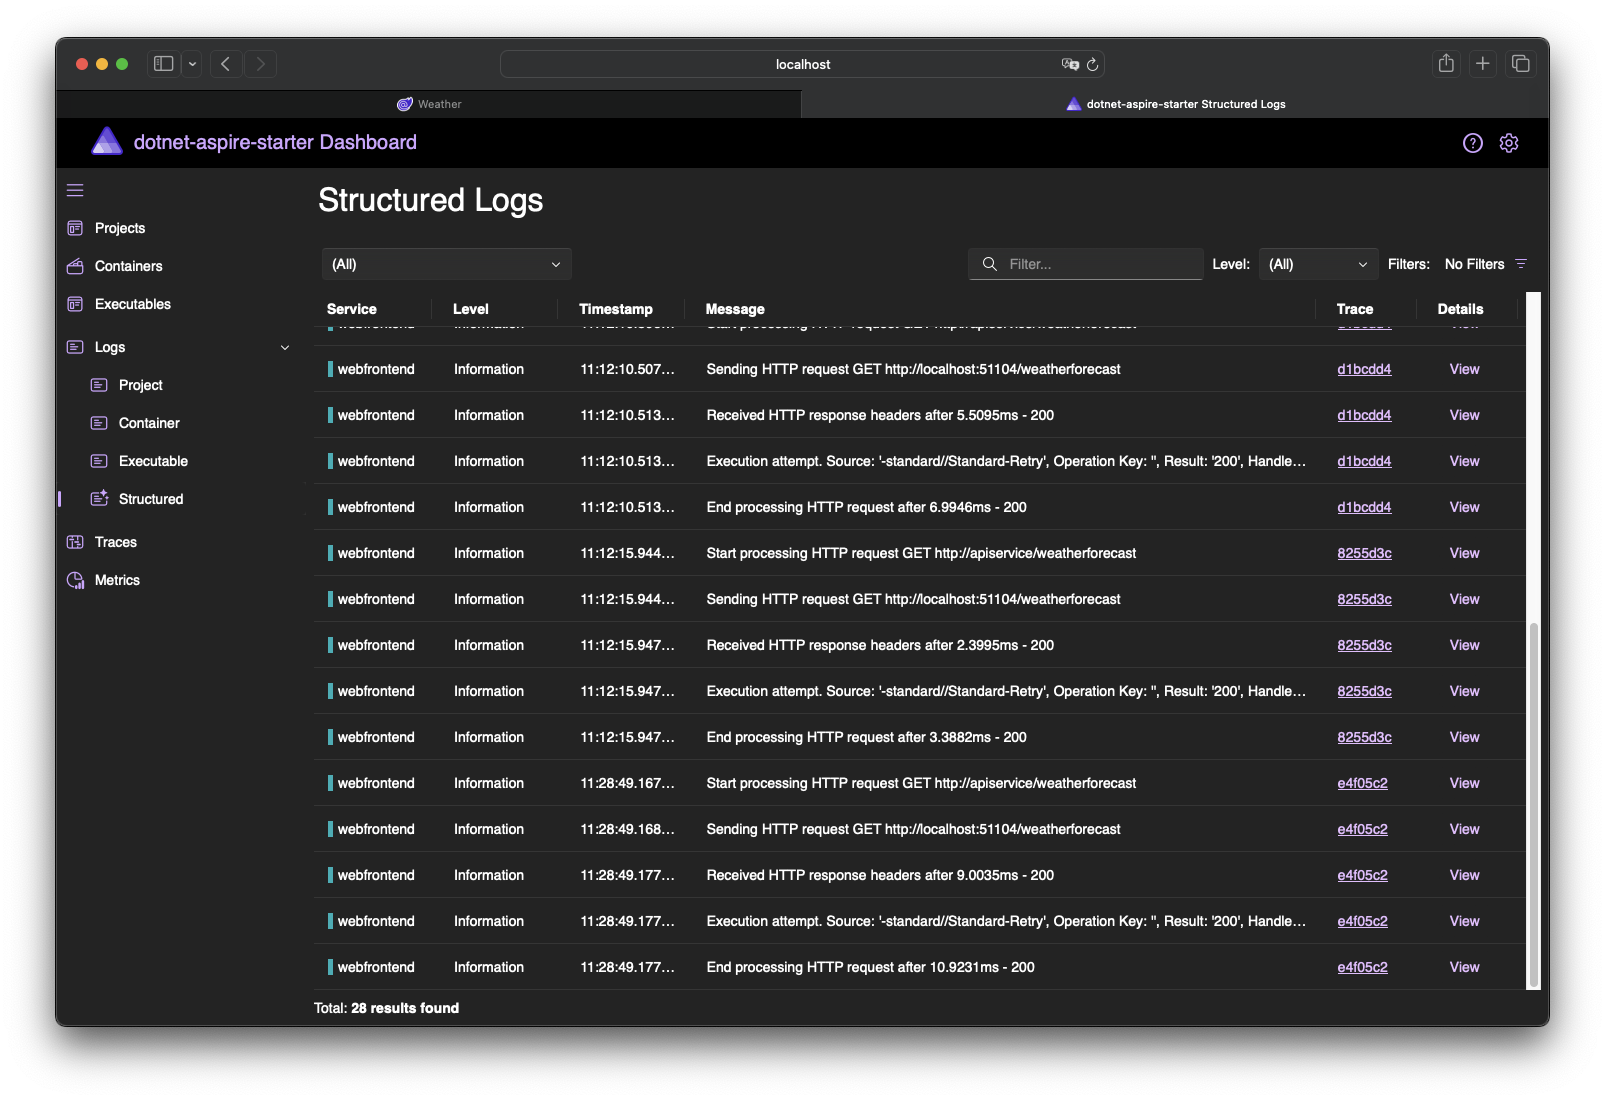 localhost
Weather
dotnet-aspire-starter Structured Logs
dotnet-aspire-starter Dashboard
Structured Logs
Projects
Containers
Executables
Logs
Project
Container
Executable
Structured
Traces
Metrics
(All)
Filter...
Level: (All) Filters: No Filters
Service Level Timestamp Message Trace Details
webfrontend Information 11:12:10.507... Sending HTTP request GET http://localhost:51104/weatherforecast d1bcdd4 View
webfrontend Information 11:12:10.513... Received HTTP response headers after 5.5095ms - 200 d1bcdd4 View
webfrontend Information 11:12:10.513... Execution attempt. Source: '-standard//Standard-Retry', Operation Key: '', Result: '200', Handle... d1bcdd4 View
webfrontend Information 11:12:10.513... End processing HTTP request after 6.9946ms - 200 d1bcdd4 View
webfrontend Information 11:12:15.944... Start processing HTTP request GET http://apiservice/weatherforecast 8255d3c View
webfrontend Information 11:12:15.944... Sending HTTP request GET http://localhost:51104/weatherforecast 8255d3c View
webfrontend Information 11:12:15.947... Received HTTP response headers after 2.3995ms - 200 8255d3c View
webfrontend Information 11:12:15.947... Execution attempt. Source: '-standard//Standard-Retry', Operation Key: '', Result: '200', Handle... 8255d3c View
webfrontend Information 11:12:15.947... End processing HTTP request after 3.3882ms - 200 8255d3c View
webfrontend Information 11:28:49.167... Start processing HTTP request GET http://apiservice/weatherforecast e4f05c2 View
webfrontend Information 11:28:49.168... Sending HTTP request GET http://localhost:51104/weatherforecast e4f05c2 View
webfrontend Information 11:28:49.177... Received HTTP response headers after 9.0035ms - 200 e4f05c2 View
webfrontend Information 11:28:49.177... Execution attempt. Source: '-standard//Standard-Retry', Operation Key: '', Result: '200', Handle... e4f05c2 View
webfrontend Information 11:28:49.177... End processing HTTP request after 10.9231ms - 200 e4f05c2 View
Total: 28 results found